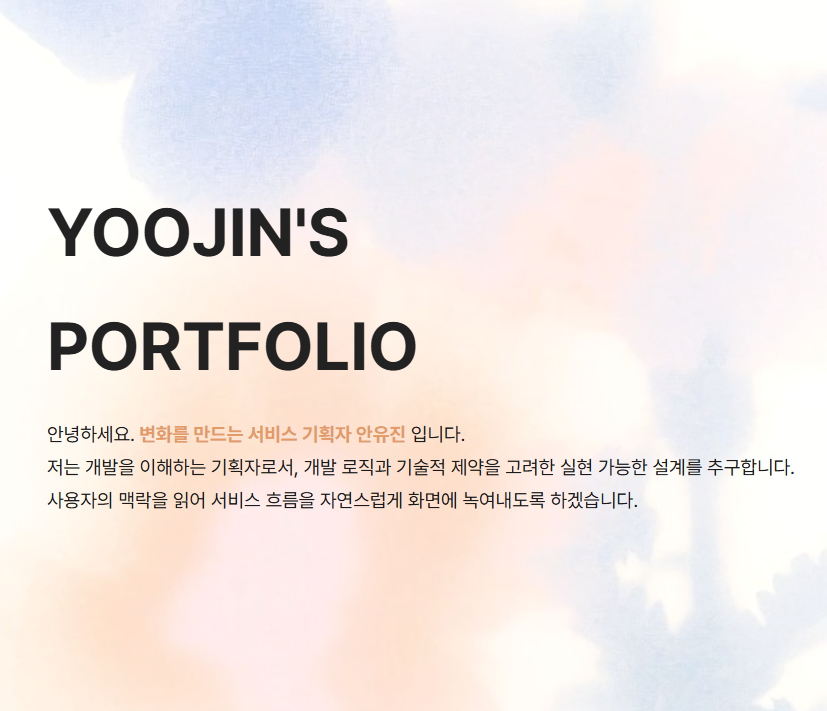 YOOJIN'S
PORTFOLIO
안녕하세요. 변화를 만드는 서비스 기획자 안유진 입니다.
저는 개발을 이해하는 기획자로서, 개발 로직과 기술적 제약을 고려한 실현 가능한 설계를 추구합니다.
사용자의 맥락을 읽어 서비스 흐름을 자연스럽게 화면에 녹여내도록 하겠습니다.